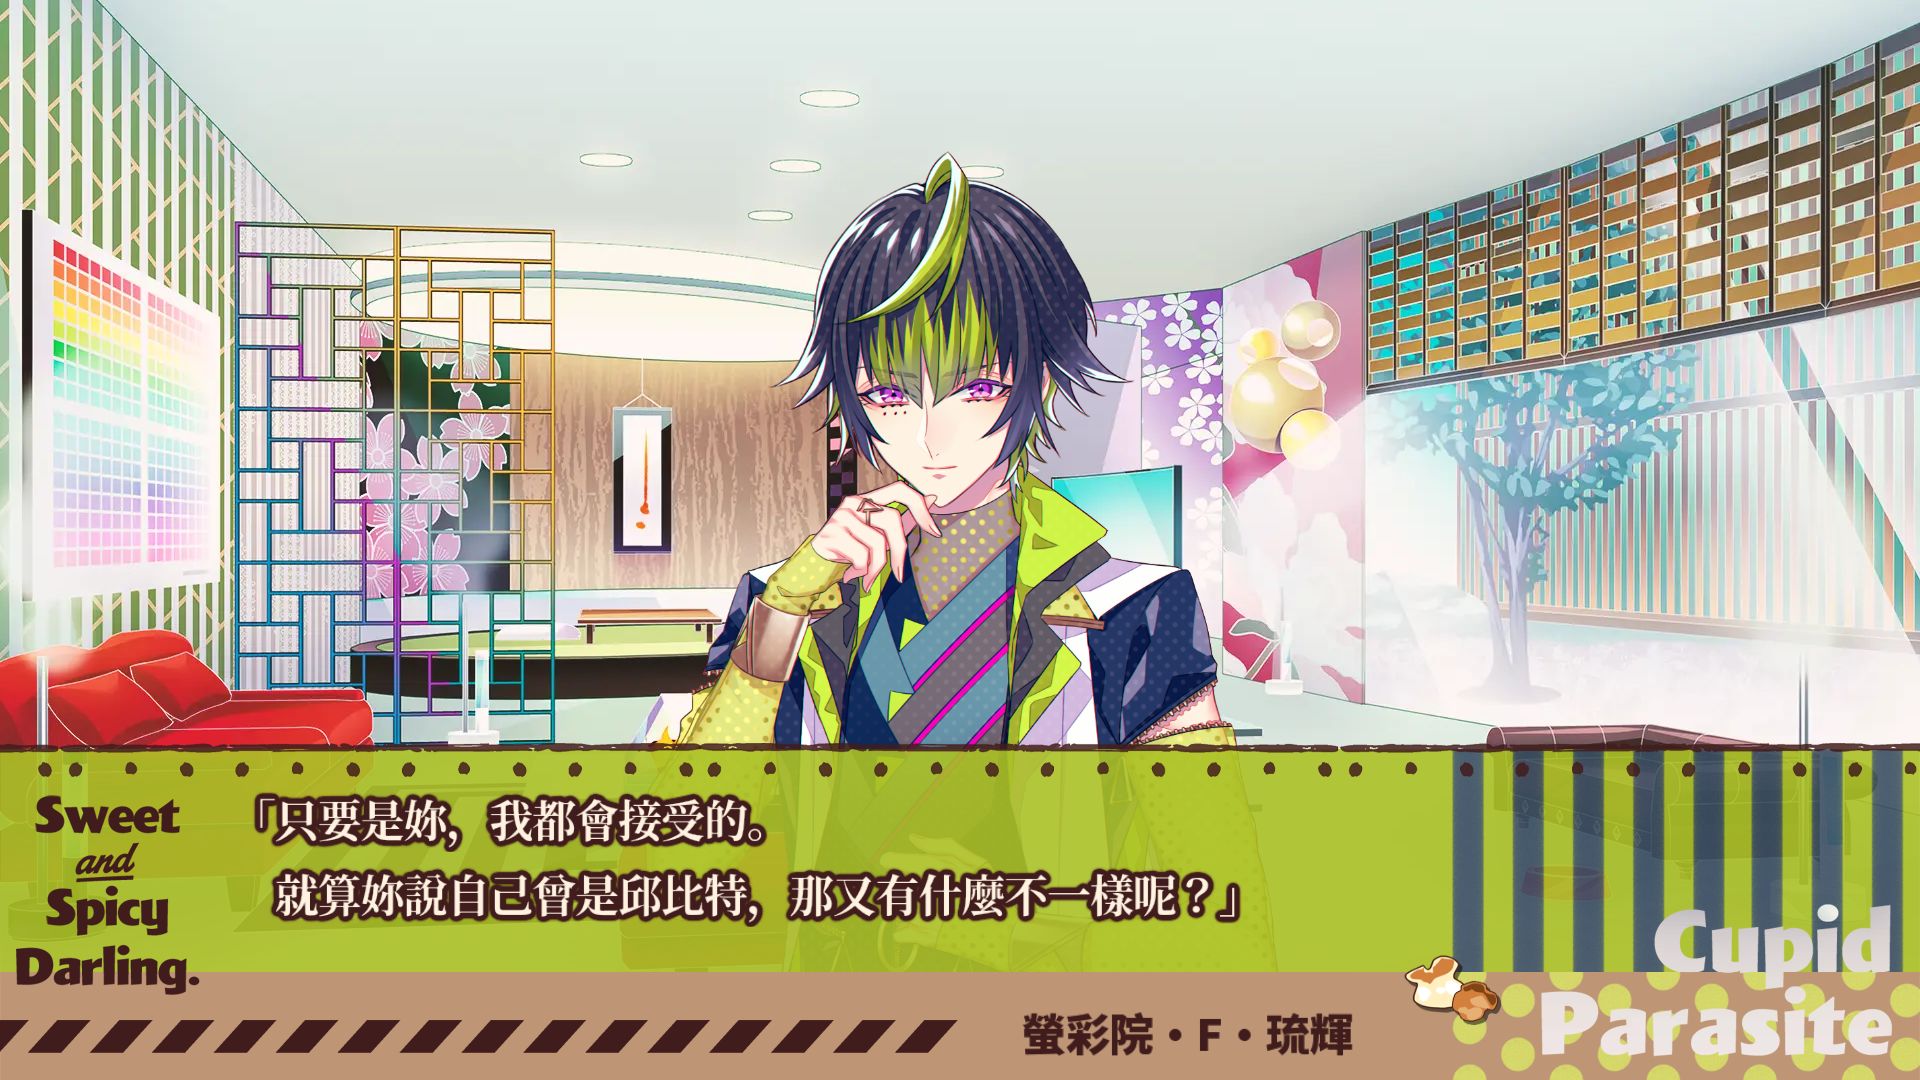 Sweet
and
Spicy
Darling.
「只要是妳，我都會接受的。
就算妳說自己曾是邱比特，那又有什麼不一樣呢？」
螢彩院・F・琉輝
Cupid
Parasite